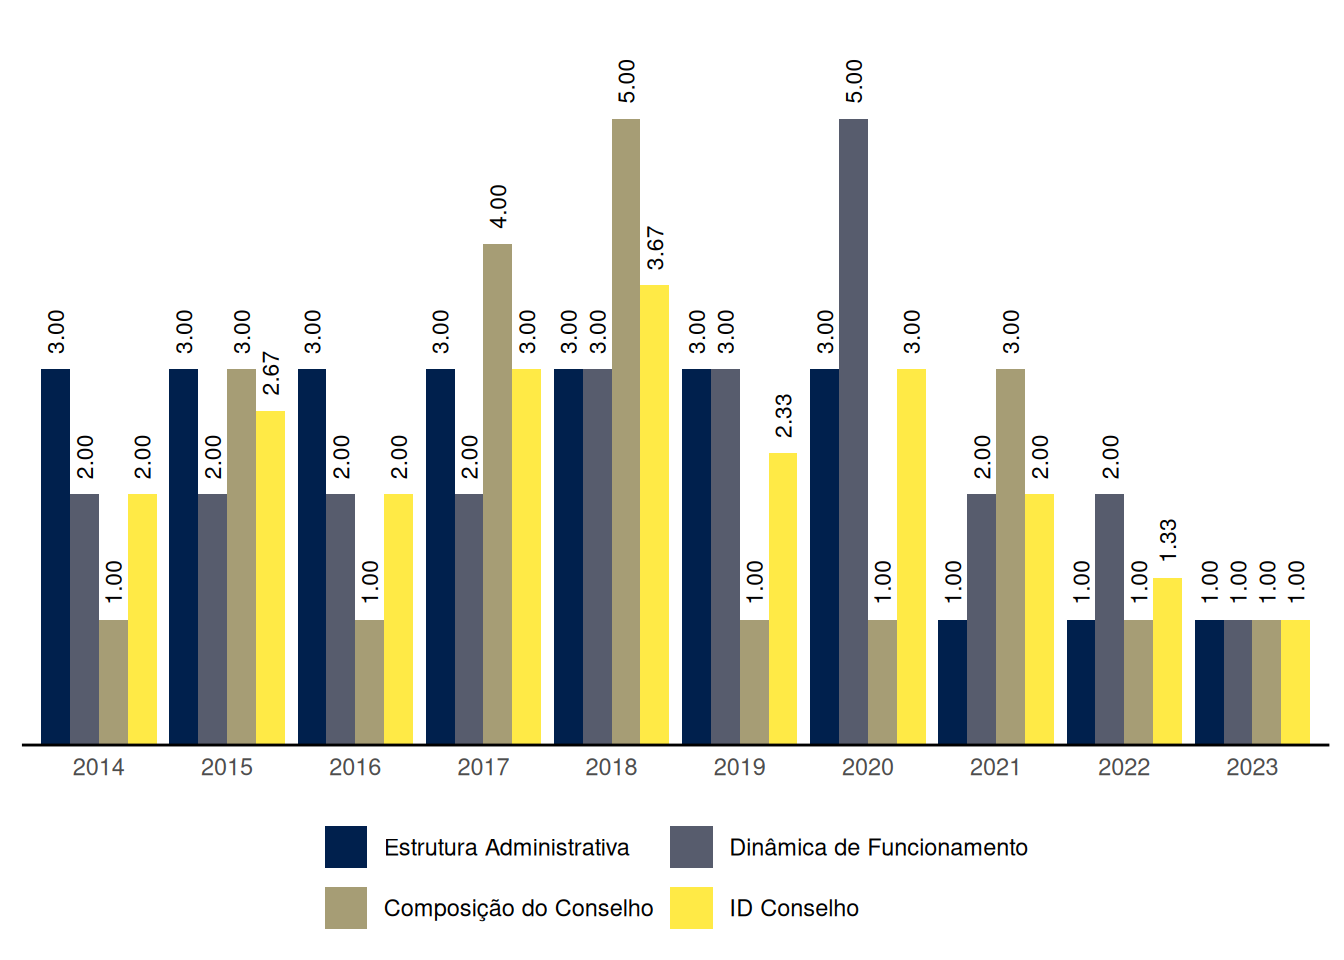 5.00 5.00
4.00
3.67
3.00 3.00 3.00 3.00 3.00 3.00 3.00 3.00 3.00 3.00 3.00 3.00 3.00
2.67
2.33
2.00 2.00 2.00 2.00 2.00 2.00 2.00 2.00 2.00
1.33
1.00 1.00 1.00 1.00 1.00 1.00 1.00 1.00 1.00 1.00 1.00
2014 2015 2016 2017 2018 2019 2020 2021 2022 2023
Estrutura Administrativa Dinâmica de Funcionamento
Composição do Conselho ID Conselho